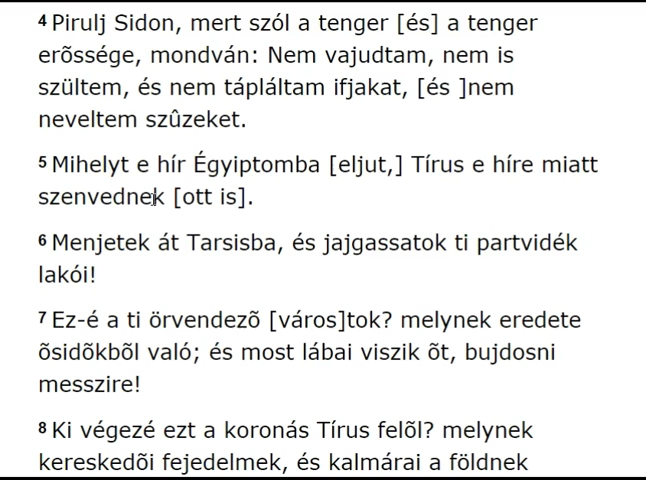 4 Pirulj Sidon, mert szól a tenger [és] a tenger
erõssége, mondván: Nem vajudtam, nem is
szültem, és nem tápláltam ifjakat, [és ]nem
neveltem szûzeket.
5 Mihelyt e hír Égyiptomba [eljut,] Tírus e híre miatt
szenvednek [ott is].
6 Menjetek át Tarsisba, és jajgassatok ti partvidék
lakói!
7 Ez-é a ti örvendezõ [város]tok? melynek eredete
õsidõkbõl való; és most lábai viszik õt, bujdosni
messzire!
8 Ki végezé ezt a koronás Tírus felõl? melynek
kereskedõi fejedelmek, és kalmárai a földnek